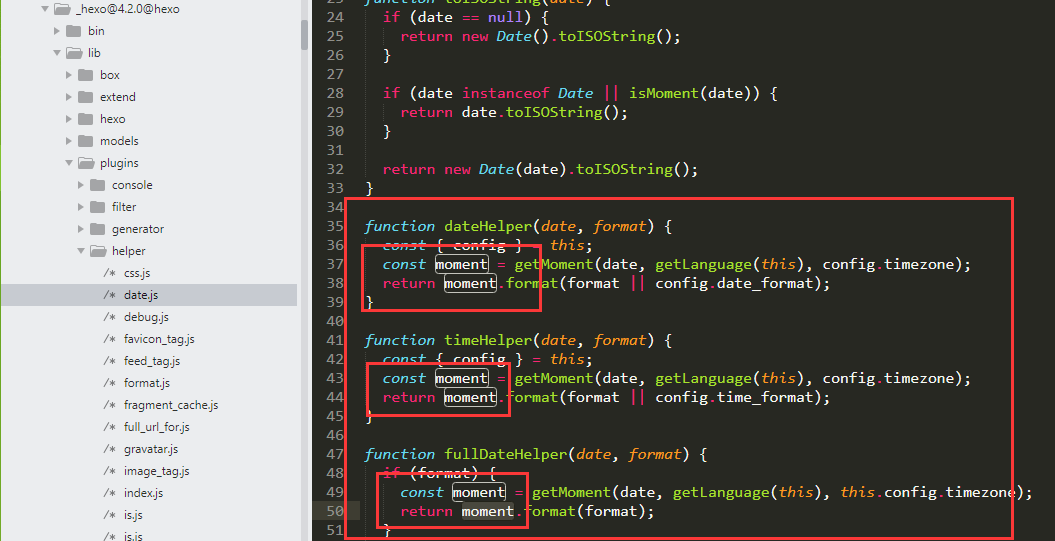 _hexo@4.2.0@hexo
bin
lib
box
extend
hexo
models
plugins
console
filter
generator
helper
/* css.js
/* date.js
/* debug.js
/* favicon_tag.js
/* feed_tag.js
/* format.js
/* fragment_cache.js
/* full_url_for.js
/* gravatar.js
/* image_tag.js
/* index.js
/* is.js
/* is.js
23 function toISOString(date) {
24 if (date == null) {
25 return new Date().toISOString();
26 }
27
28 if (date instanceof Date || isMoment(date)) {
29 return date.toISOString();
30 }
31
32 return new Date(date).toISOString();
33 }
34
35 function dateHelper(date, format) {
36 const { config } = this;
37 const moment = getMoment(date, getLanguage(this), config.timezone);
38 return moment.format(format || config.date_format);
39 }
40
41 function timeHelper(date, format) {
42 const { config } = this;
43 const moment = getMoment(date, getLanguage(this), config.timezone);
44 return moment.format(format || config.time_format);
45 }
46
47 function fullDateHelper(date, format) {
48 if (format) {
49 const moment = getMoment(date, getLanguage(this), this.config.timezone);
50 return moment.format(format);
51 }